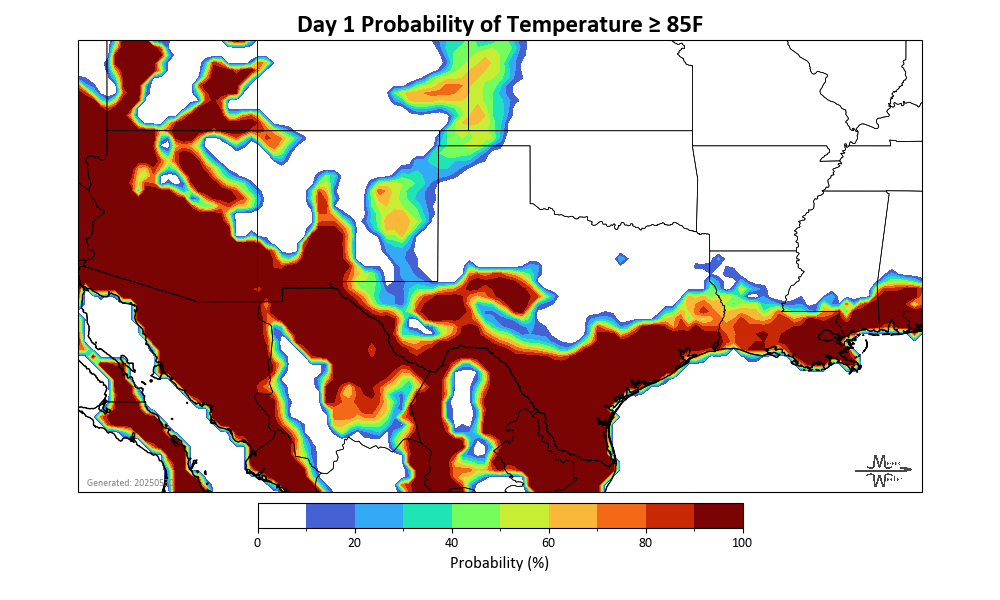 Day 1 Probability of Temperature ≥ 85F
Generated: 202505
0 20 40 60 80 100
Probability (%)